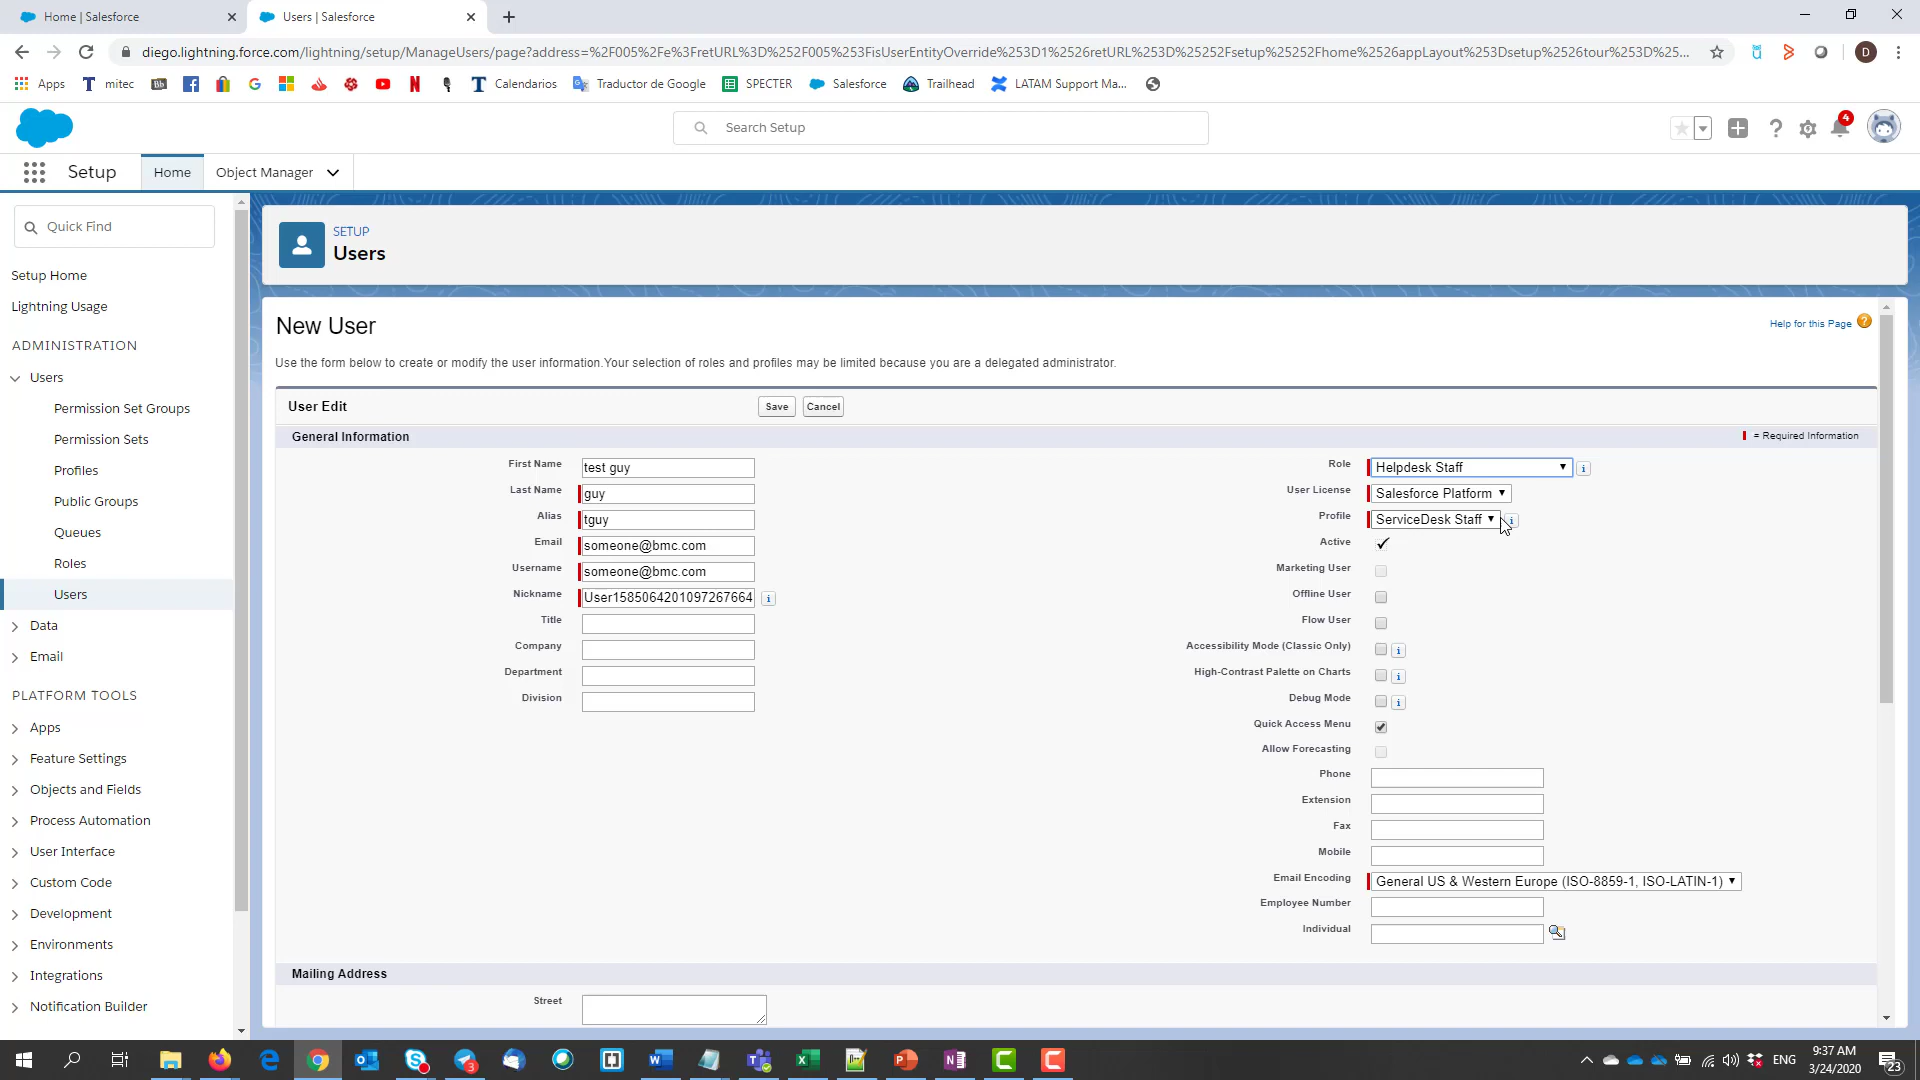 Home | Salesforce
Users | Salesforce
diego.lightning.force.com/lightning/setup/ManageUsers/page?address=%2F005%2Fe%3FretURL%3D%252F005%253FisUserEntityOverride%253D1%2526retURL%253D%25252Fsetup%25252Fhome%2526appLayout%253Dsetup%2526tour%253D%25...
D
Apps
mitec
Bb
Calendarios
Traductor de Google
SPECTER
Salesforce
Trailhead
LATAM Support Ma...
Search Setup
4
Setup
Home
Object Manager
Quick Find
Setup Home
Lightning Usage
ADMINISTRATION
Users
Permission Set Groups
Permission Sets
Profiles
Public Groups
Queues
Roles
Users
Data
Email
PLATFORM TOOLS
Apps
Feature Settings
Objects and Fields
Process Automation
User Interface
Custom Code
Development
Environments
Integrations
Notification Builder
SETUP
Users
New User
Help for this Page
Use the form below to create or modify the user information.Your selection of roles and profiles may be limited because you are a delegated administrator.
User Edit
Save
Cancel
General Information
= Required Information
First Name
test guy
Last Name
guy
Alias
tguy
Email
someone@bmc.com
Username
someone@bmc.com
Nickname
User1585064201097267664
Title
Company
Department
Division
Role
Helpdesk Staff
User License
Salesforce Platform
Profile
ServiceDesk Staff
Active
Marketing User
Offline User
Flow User
Accessibility Mode (Classic Only)
High-Contrast Palette on Charts
Debug Mode
Quick Access Menu
Allow Forecasting
Phone
Extension
Fax
Mobile
Email Encoding
General US & Western Europe (ISO-8859-1, ISO-LATIN-1)
Employee Number
Individual
Mailing Address
Street
ENG
9:37 AM
3/24/2020
23